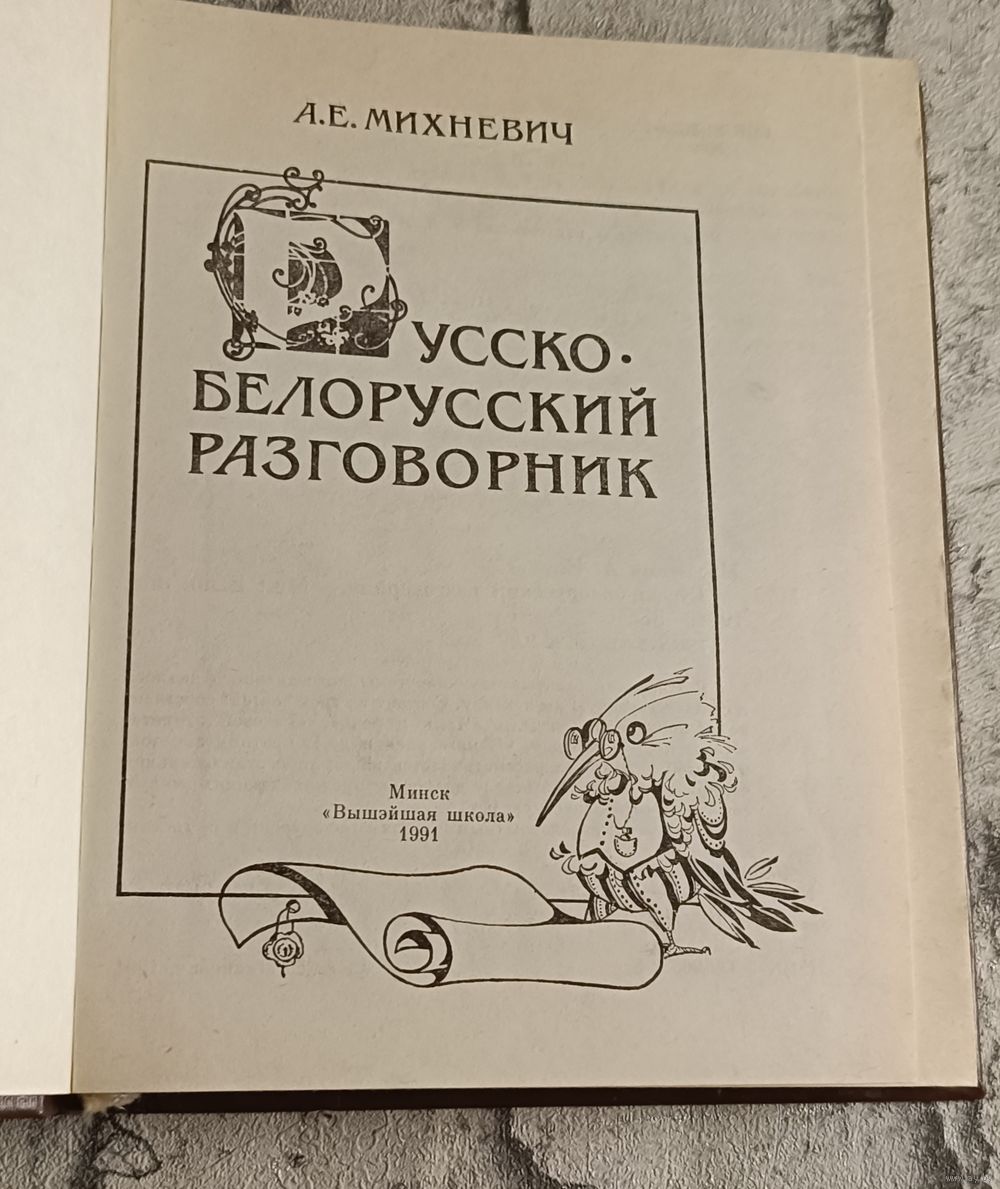 А.Е. МИХНЕВИЧ
РУССКО-
БЕЛОРУССКИЙ
РАЗГОВОРНИК
Минск
«Вышэйшая школа»
1991